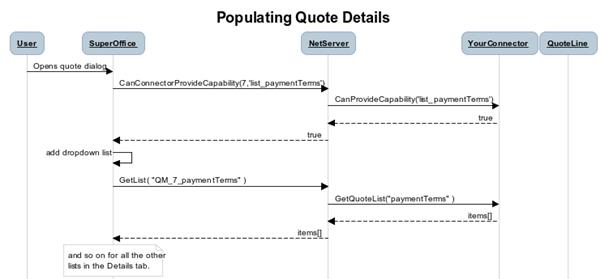 Populating Quote Details
User SuperOffice NetServer YourConnector QuoteLine
Opens quote dialog
CanConnectorProvideCapability(7,'list_paymentTerms')
CanProvideCapability('list_paymentTerms')
true
true
add dropdown list
GetList( "QM_7_paymentTerms" )
GetQuoteList("paymentTerms" )
items[]
items[]
and so on for all the other
lists in the Details tab.